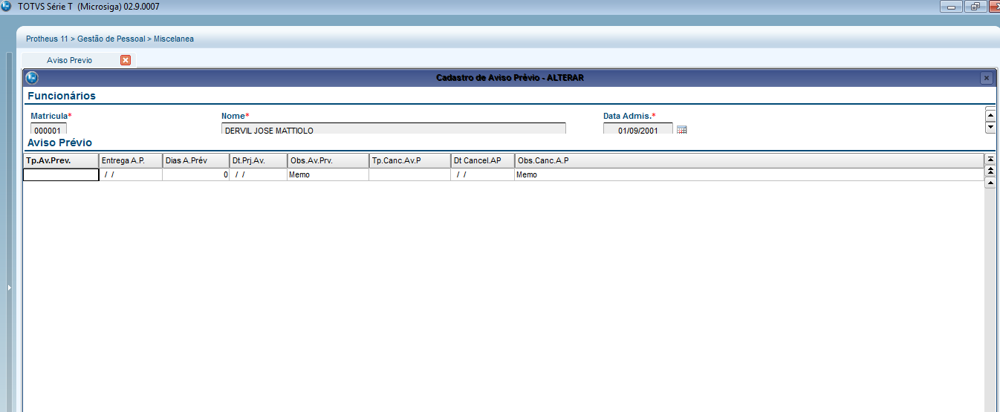 TOTVS Série T (Microsiga) 02.9.0007
Protheus 11 > Gestão de Pessoal > Miscelanea
Aviso Previo
Cadastro de Aviso Prêvio - ALTERAR
Funcionários
Matricula* Nome* Data Admis.*
000001 DERVIL JOSE MATTIOLO 01/09/2001
Aviso Prévio
Tp.Av.Prev. Entrega A.P. Dias A.Prév Dt.Prj.Av. Obs.Av.Prv. Tp.Canc.Av.P Dt Cancel.AP Obs.Canc.A.P
/ / 0 / / Memo / / Memo